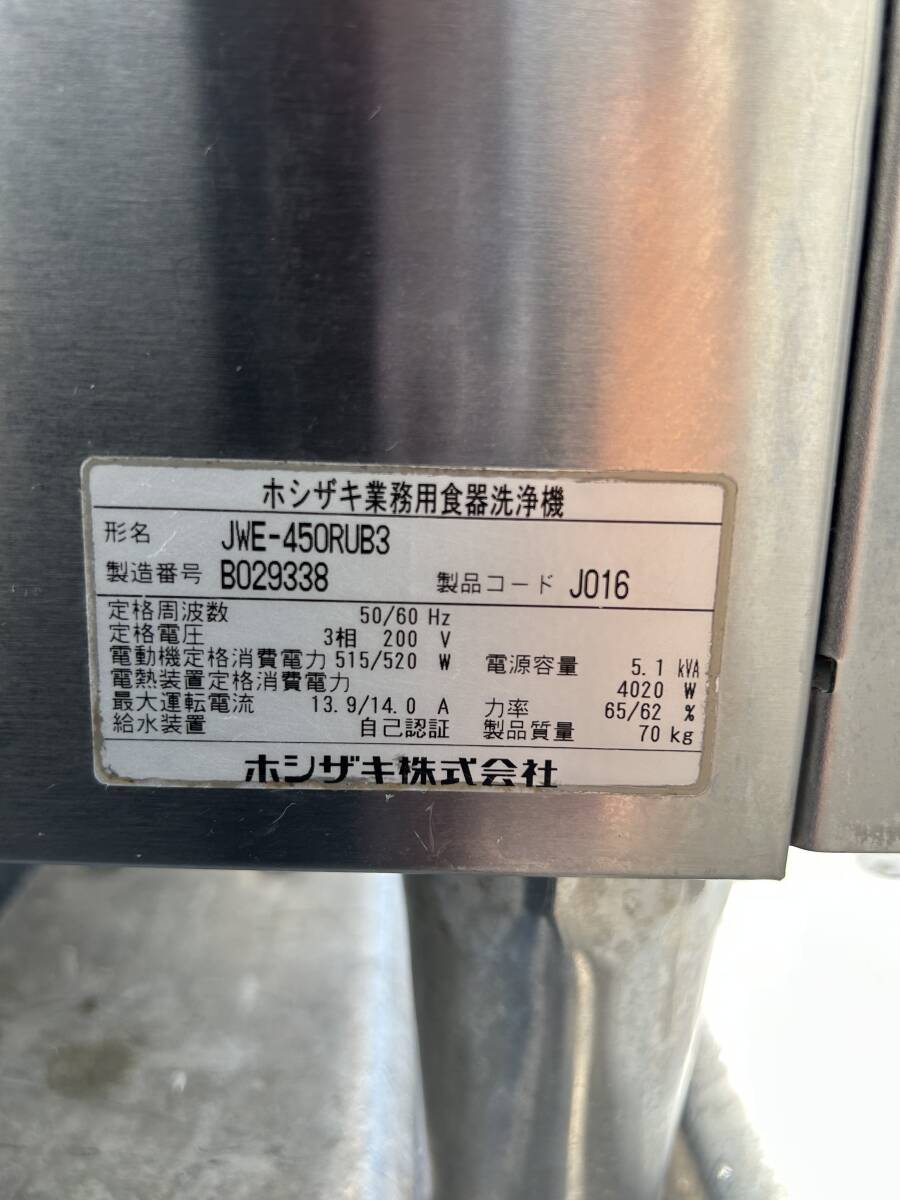 ホシザキ業務用食器洗浄機
形名 JWE-450RUB3
製造番号 B029338 製品コード J016
定格周波数 50/60 Hz
定格電圧 3相 200 V
電動機定格消費電力 515/520 W 電源容量 5.1 kVA
電熱装置定格消費電力 4020 W
最大運転電流 13.9/14.0 A 力率 65/62 %
給水装置 自己認証 製品質量 70 kg
ホシザキ株式会社